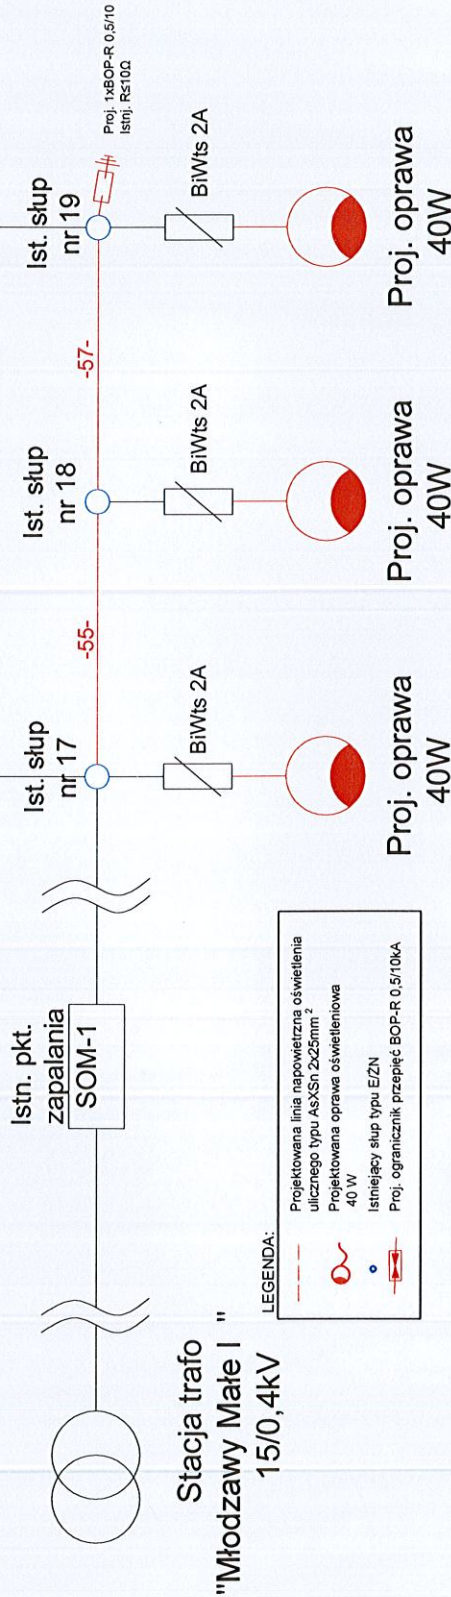 Stacja trafo
"Młodzawy Małe I "
15/0,4kV
Istn. pkt.
zapalania
SOM-1
Ist. słup
nr 17
-55-
Ist. słup
nr 18
-57-
Ist. słup
nr 19
Proj. 1xBOP-R 0,5/10
Istnj. R≤10Ω
BiWts 2A
BiWts 2A
BiWts 2A
Proj. oprawa
40W
Proj. oprawa
40W
Proj. oprawa
40W
LEGENDA:
Projektowana linia napowietrzna oświetlenia
ulicznego typu AsXSn 2x25mm²
Projektowana oprawa oświetleniowa
40 W
Istniejący słup typu E/ŻN
Proj. ogranicznik przepięć BOP-R 0,5/10kA